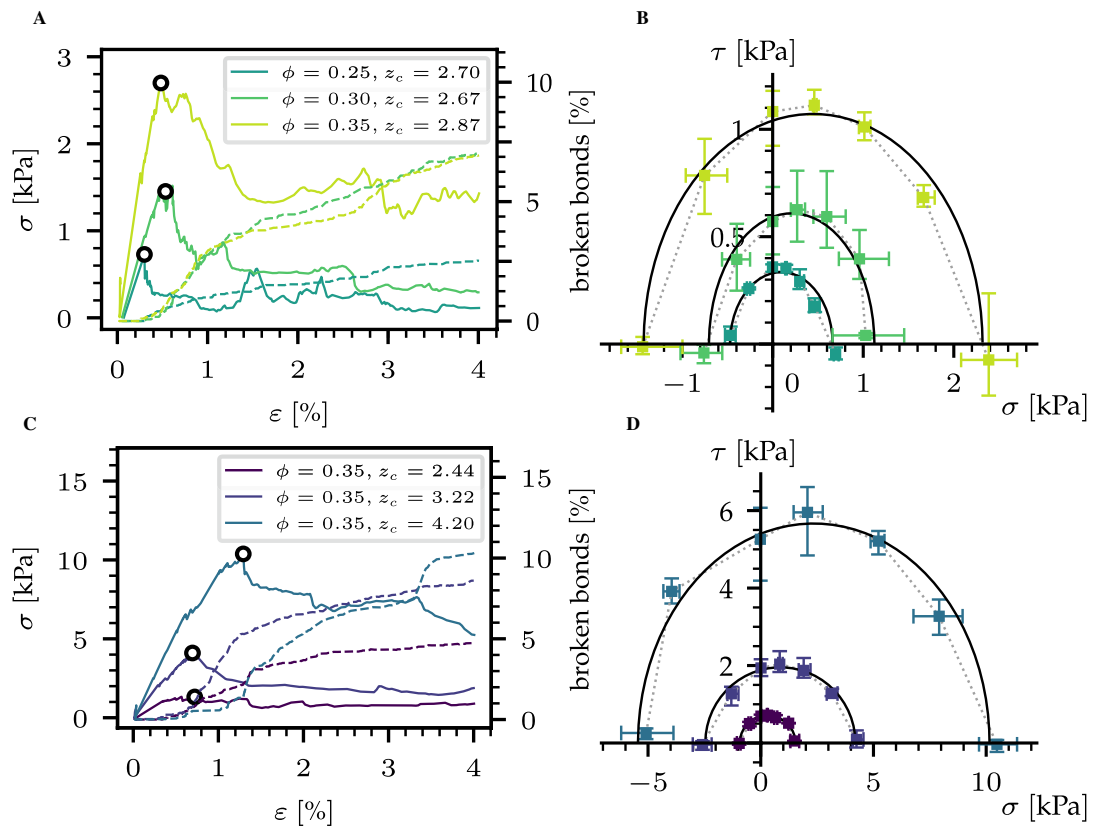 A
σ [kPa]
3
2
1
0
ϕ = 0.25, z_c = 2.70
ϕ = 0.30, z_c = 2.67
ϕ = 0.35, z_c = 2.87
10
5
0
broken bonds [%]
0 1 2 3 4
ε [%]
B
τ [kPa]
1
0.5
−1 0 1 2
σ [kPa]
C
σ [kPa]
15
10
5
0
ϕ = 0.35, z_c = 2.44
ϕ = 0.35, z_c = 3.22
ϕ = 0.35, z_c = 4.20
15
10
5
0
broken bonds [%]
0 1 2 3 4
ε [%]
D
τ [kPa]
6
4
2
−5 0 5 10
σ [kPa]